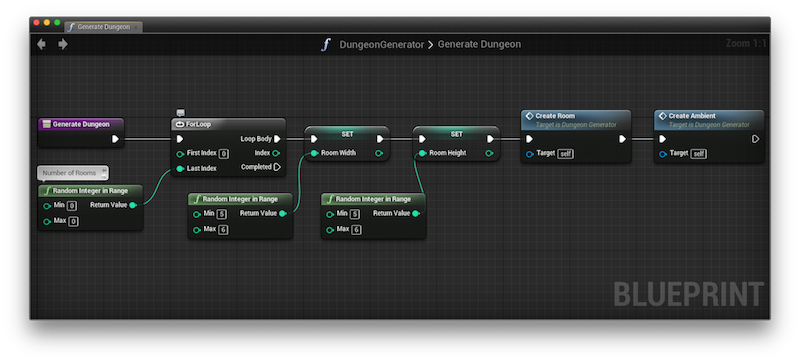 Generate Dungeon
DungeonGenerator > Generate Dungeon
Zoom 1:1
Generate Dungeon
ForLoop
Loop Body
First Index 0
Index
Last Index
Completed
SET
Room Width
SET
Room Height
Create Room
Target is Dungeon Generator
Target self
Create Ambient
Target is Dungeon Generator
Target self
Number of Rooms
Random Integer in Range
Min 0
Return Value
Max 0
Random Integer in Range
Min 5
Return Value
Max 6
Random Integer in Range
Min 5
Return Value
Max 6
BLUEPRINT